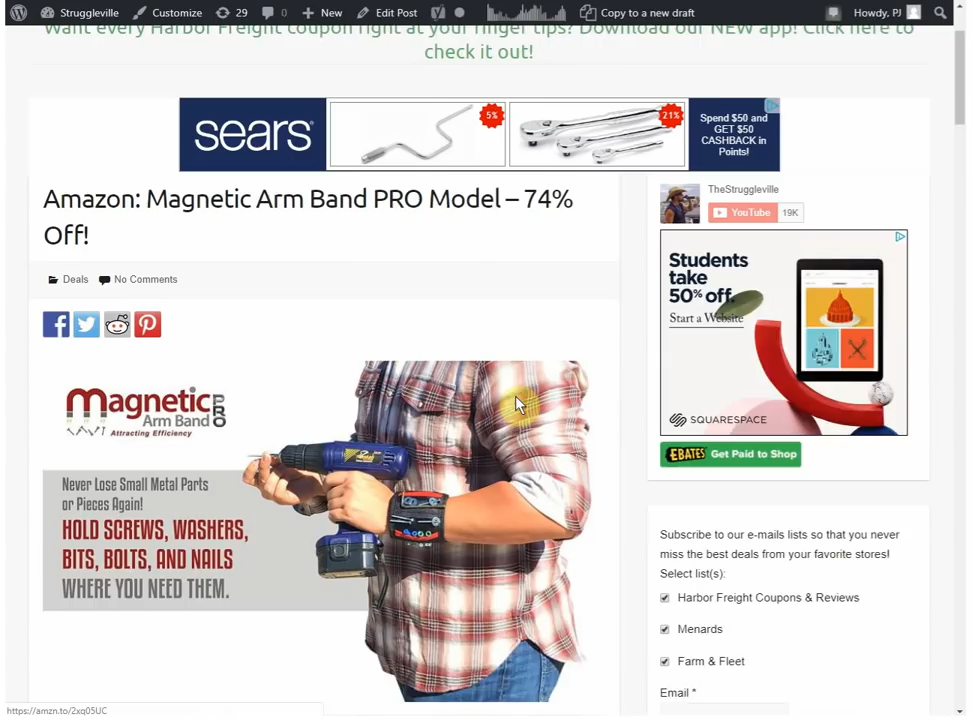 Struggleville
Customize
29
0
New
Edit Post
Copy to a new draft
Howdy, PJ
Want every Harbor Freight coupon right at your finger tips? Download our NEW app! Click here to
check it out!
sears
5%
21%
Spend $50 and
GET $50
CASHBACK in
Points!
Amazon: Magnetic Arm Band PRO Model – 74%
Off!
Deals
No Comments
Magnetic PRO
Arm Band
Attracting Efficiency
Never Lose Small Metal Parts
or Pieces Again!
HOLD SCREWS, WASHERS,
BITS, BOLTS, AND NAILS
WHERE YOU NEED THEM.
TheStruggleville
YouTube 19K
Students
take
50% off.
Start a Website
SQUARESPACE
EBATES Get Paid to Shop
Subscribe to our e-mails lists so that you never
miss the best deals from your favorite stores!
Select list(s):
Harbor Freight Coupons & Reviews
Menards
Farm & Fleet
Email *
https://amzn.to/2xq05UC